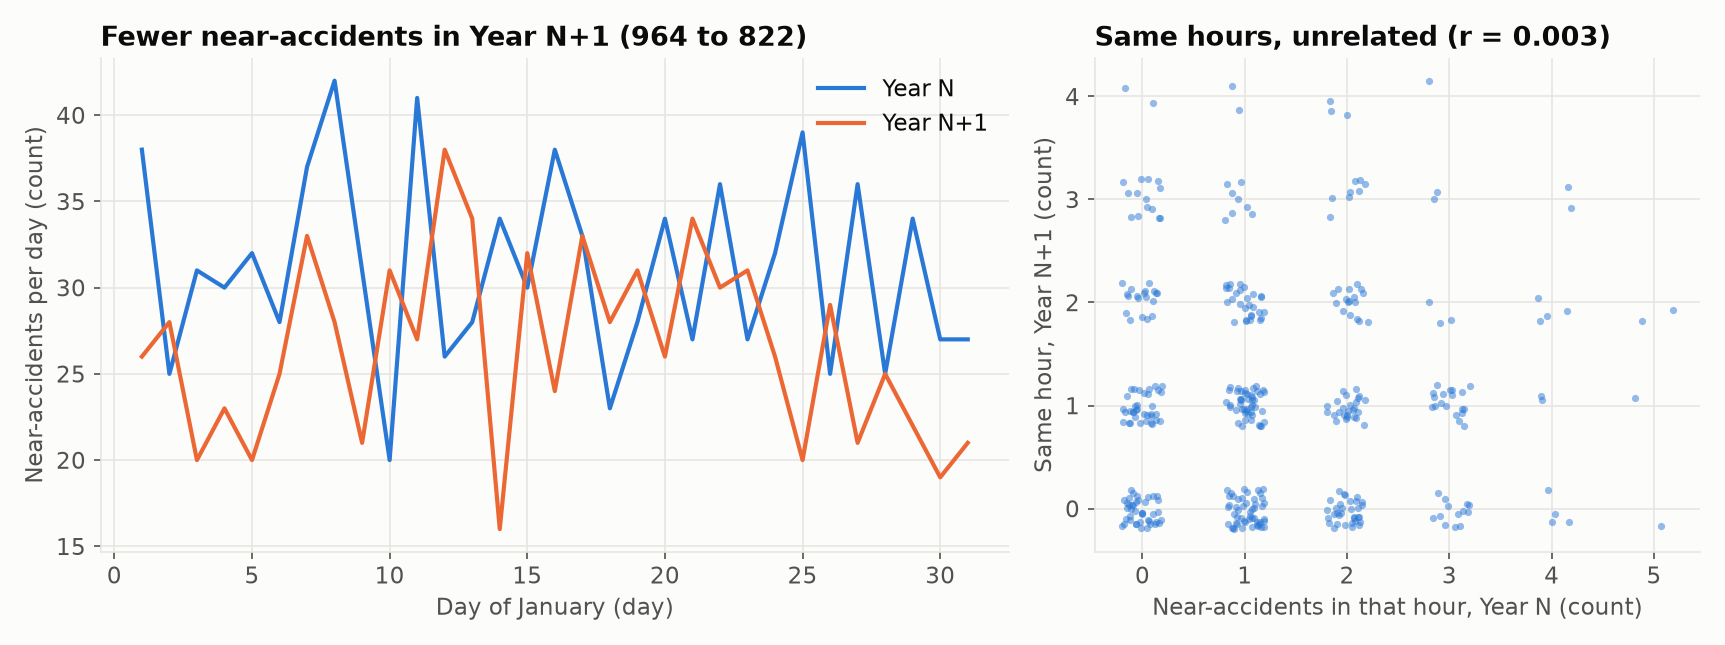 Fewer near-accidents in Year N+1 (964 to 822)
Near-accidents per day (count)
40
35
30
25
20
15
0 5 10 15 20 25 30
Day of January (day)
Year N
Year N+1
Same hours, unrelated (r = 0.003)
Same hour, Year N+1 (count)
4
3
2
1
0
0 1 2 3 4 5
Near-accidents in that hour, Year N (count)